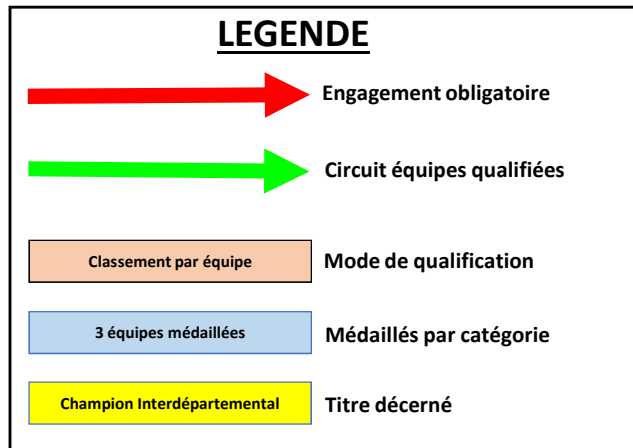 LEGENDE
Engagement obligatoire
Circuit équipes qualifiées
Classement par équipe Mode de qualification
3 équipes médaillées Médaillés par catégorie
Champion Interdépartemental Titre décerné